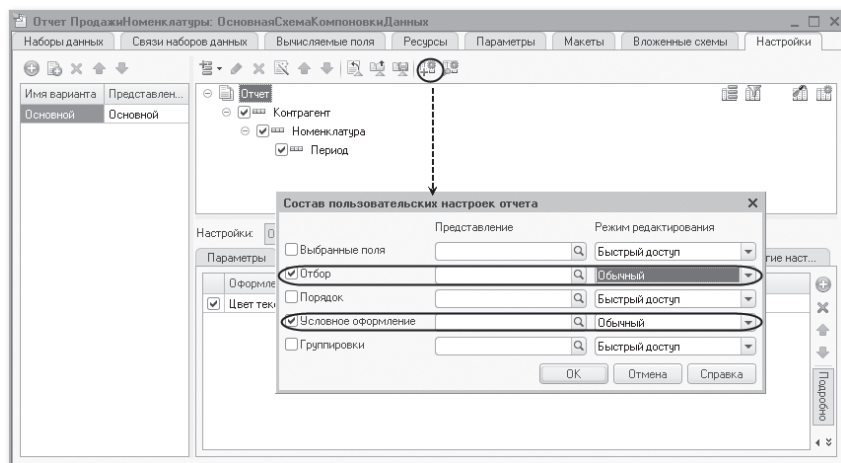 Отчет ПродажиНоменклатуры: ОсновнаяСхемаКомпоновкиДанных
Наборы данных Связи наборов данных Вычисляемые поля Ресурсы Параметры Макеты Вложенные схемы Настройки
Имя варианта Представлен...
Основной Основной
Отчет
Контрагент
Номенклатура
Период
Состав пользовательских настроек отчета
Представление Режим редактирования
Настройки:
Выбранные поля Быстрый доступ
Параметры гие наст...
Отбор Обычный
Оформле
Порядок Быстрый доступ
Цвет тек
Условное оформление Обычный
Группировки Быстрый доступ
ОК Отмена Справка
Подробно